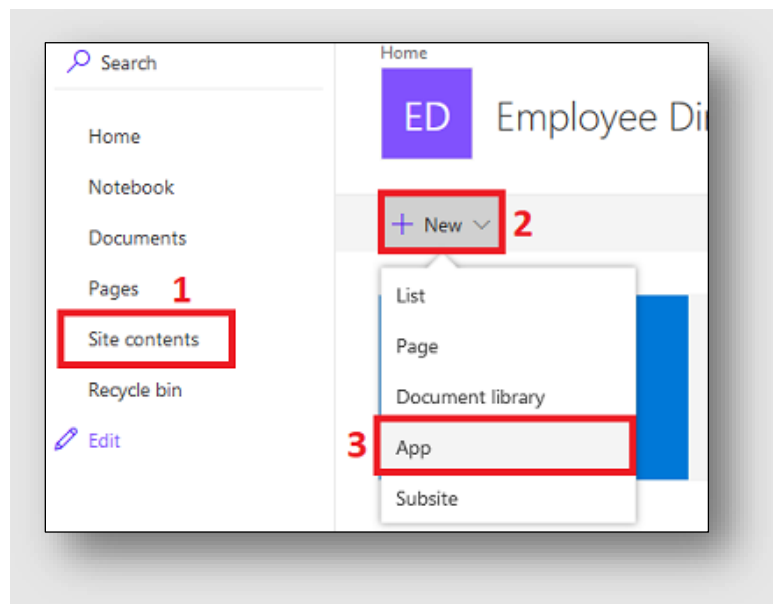 Search
Home
Notebook
Documents
Pages
1
Site contents
Recycle bin
Edit
Home
ED
Employee Di
+ New
2
List
Page
Document library
3
App
Subsite